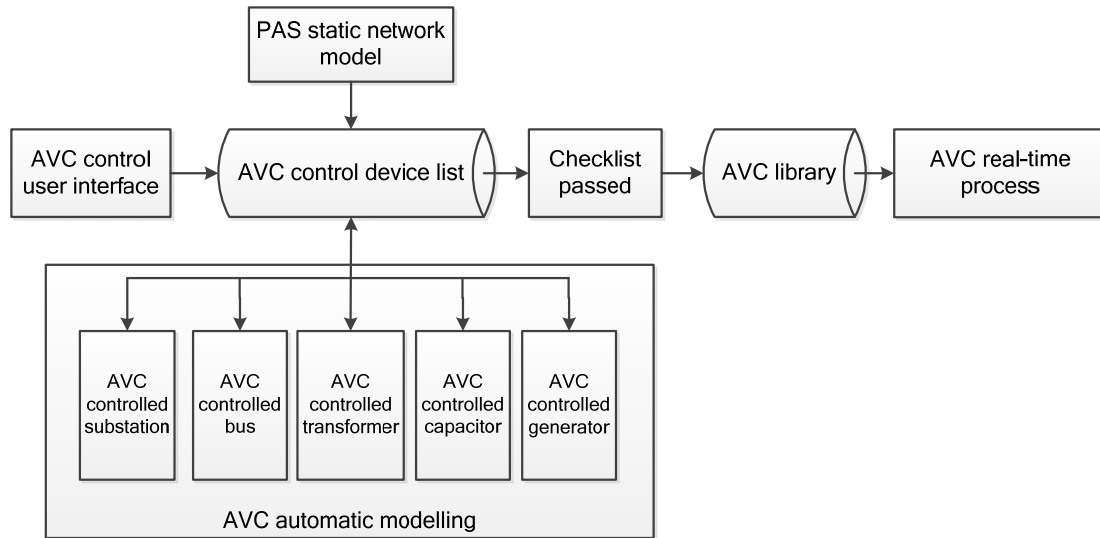 PAS static network
model
AVC control
user interface
AVC control device list
Checklist
passed
AVC library
AVC real-time
process
AVC
controlled
substation
AVC
controlled
bus
AVC
controlled
transformer
AVC
controlled
capacitor
AVC
controlled
generator
AVC automatic modelling